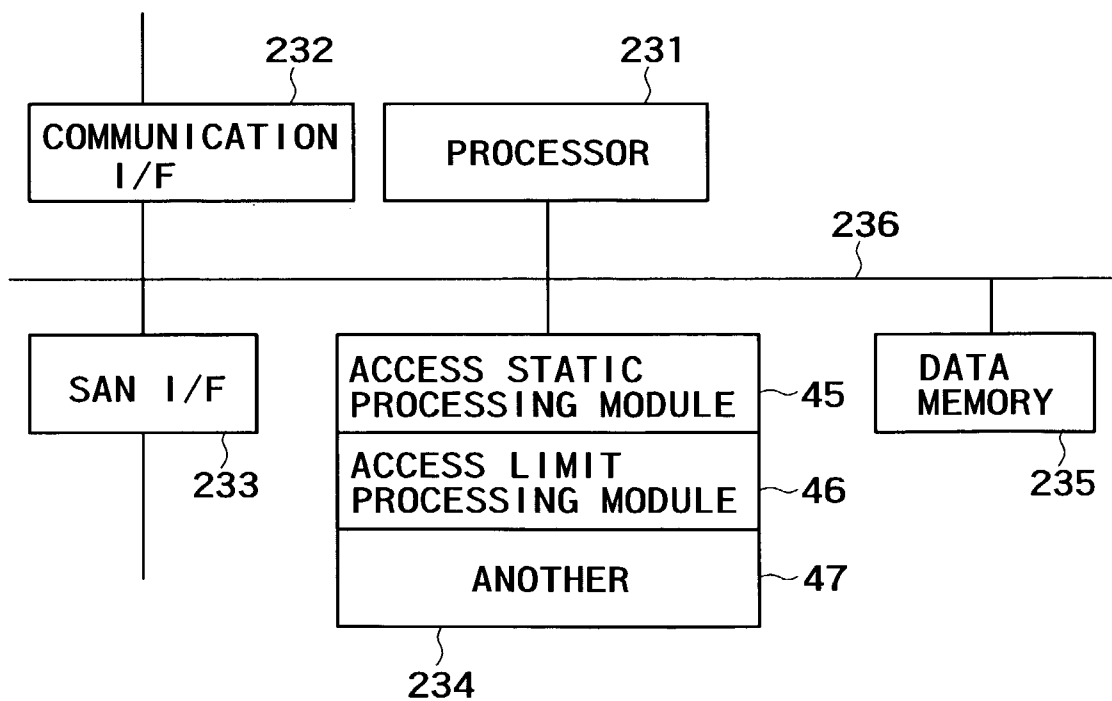 232
231
COMMUNICATION
I/F
PROCESSOR
236
SAN I/F
ACCESS STATIC
PROCESSING MODULE
45
DATA
MEMORY
233
ACCESS LIMIT
PROCESSING MODULE
46
235
ANOTHER
47
234